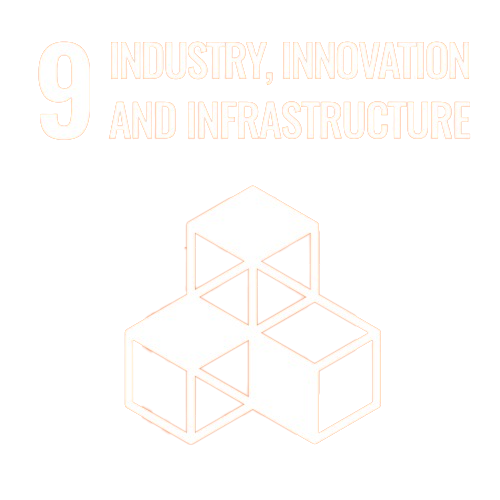 9 INDUSTRY, INNOVATION
AND INFRASTRUCTURE